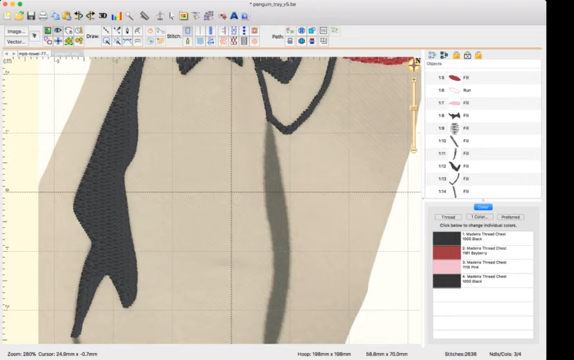 * penguin_tray_v5.be
3D
A
Image...
Vector...
Draw:
Stitch:
Path:
cm
N
Objects
1:5 Fill
1:6 Run
1:7 Fill
1:8 Fill
1:9 Fill
1:10 Fill
1:11 Fill
1:12 Fill
1:13 Fill
1:14 Fill
Color
Thread
1 Color...
Preferred
Click below to change individual colors.
1: Madeira Thread Chest
1000 Black
2: Madeira Thread Chest
1181 Bayberry
3: Madeira Thread Chest
Pink
4: Madeira Thread Chest
1000 Black
Zoom: 260% Cursor: 24.9mm x -0.7mm
Hoop: 198mm x 198mm
56.8mm x 70.0mm
Stitches:2638
Ndls/Cols: 3/4